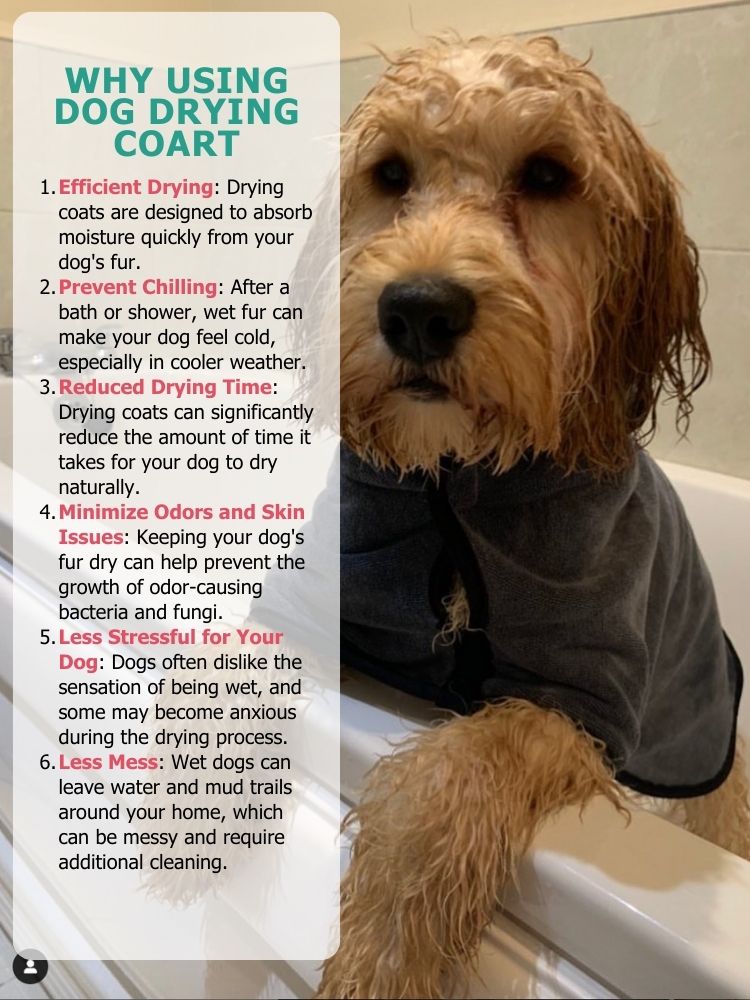 WHY USING
DOG DRYING
COART
1. Efficient Drying: Drying
coats are designed to absorb
moisture quickly from your
dog's fur.
2. Prevent Chilling: After a
bath or shower, wet fur can
make your dog feel cold,
especially in cooler weather.
3. Reduced Drying Time:
Drying coats can significantly
reduce the amount of time it
takes for your dog to dry
naturally.
4. Minimize Odors and Skin
Issues: Keeping your dog's
fur dry can help prevent the
growth of odor-causing
bacteria and fungi.
5. Less Stressful for Your
Dog: Dogs often dislike the
sensation of being wet, and
some may become anxious
during the drying process.
6. Less Mess: Wet dogs can
leave water and mud trails
around your home, which
can be messy and require
additional cleaning.